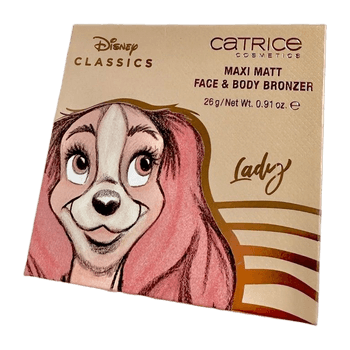 Disney
CLASSICS
CATRICE
COSMETICS
MAXI MATT
FACE & BODY BRONZER
26 g/Net Wt. 0.91 oz. ℮
Lady